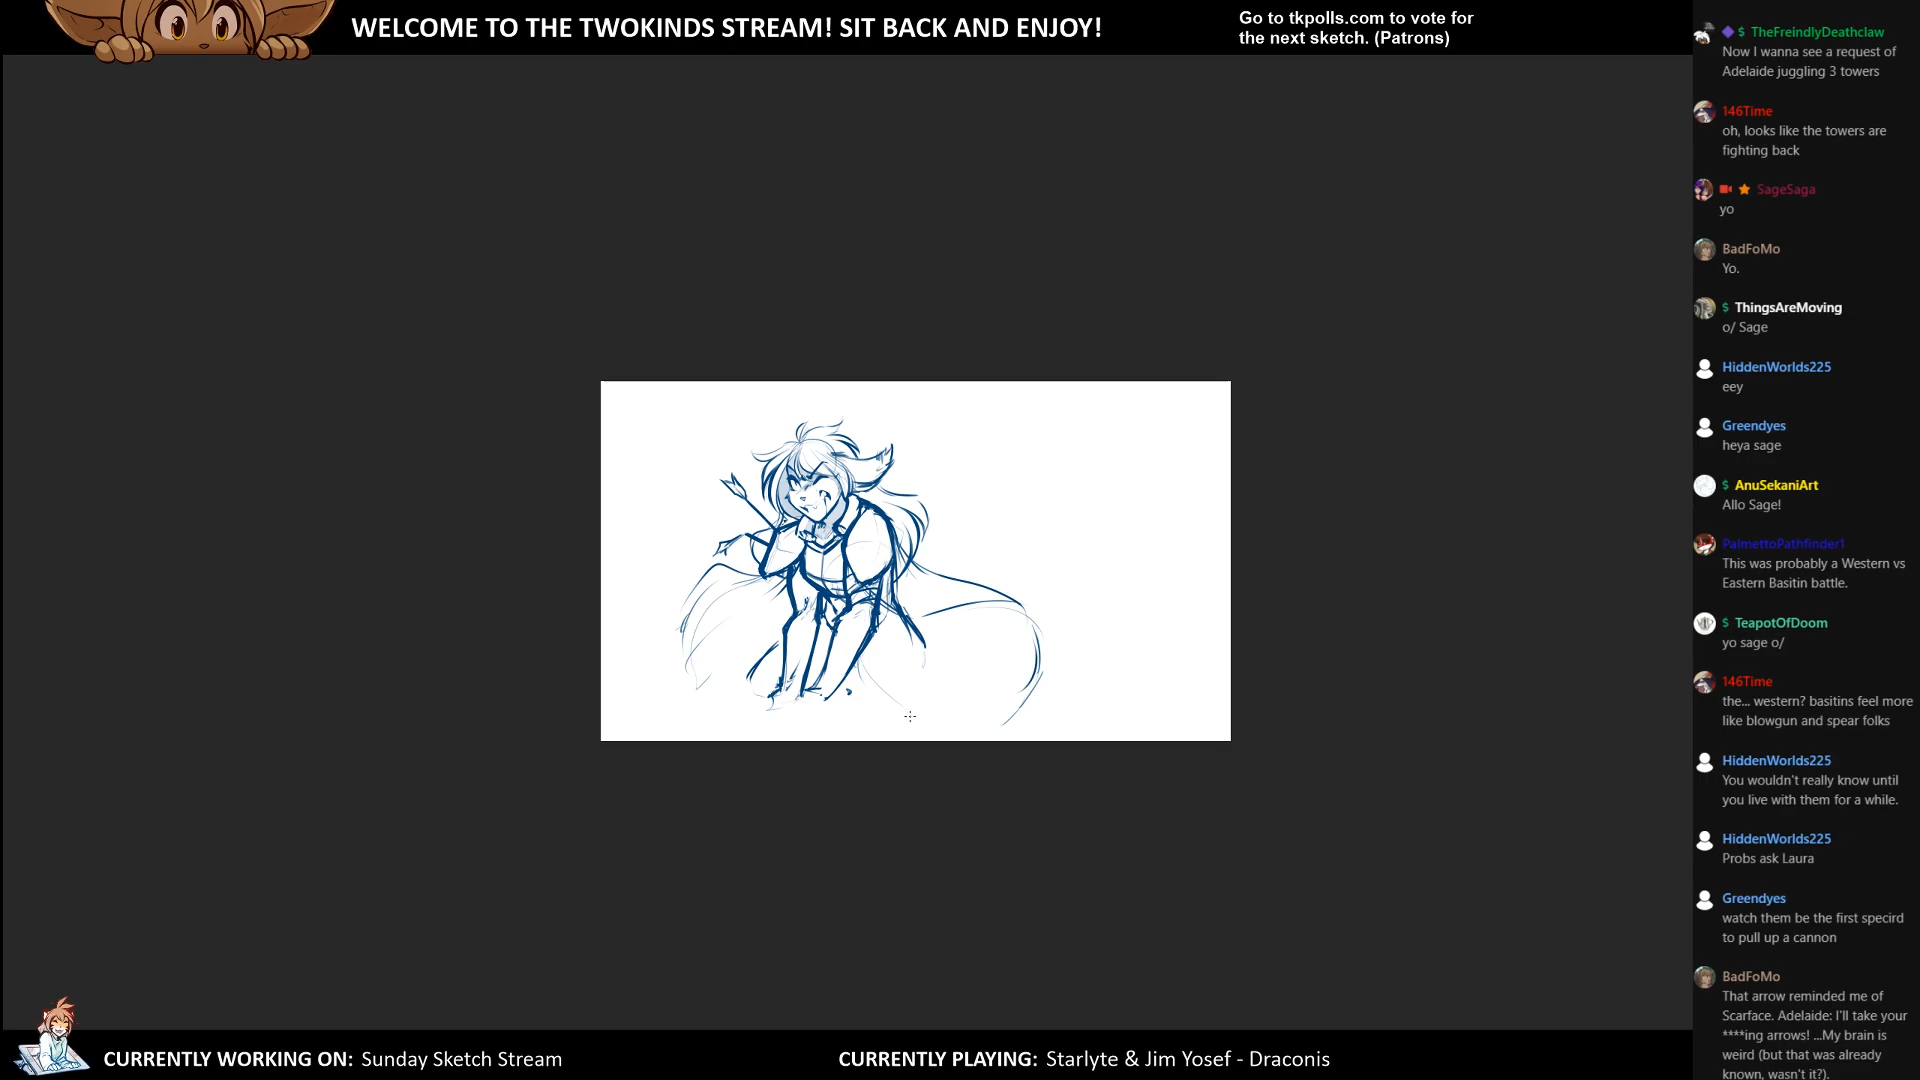 WELCOME TO THE TWOKINDS STREAM! SIT BACK AND ENJOY!
Go to tkpolls.com to vote for
the next sketch. (Patrons)
$ TheFreindlyDeathclaw
Now I wanna see a request of
Adelaide juggling 3 towers
146Time
oh, looks like the towers are
fighting back
SageSaga
yo
BadFoMo
Yo.
$ ThingsAreMoving
o/ Sage
HiddenWorlds225
eey
Greendyes
heya sage
$ AnuSekaniArt
Allo Sage!
PalmettoPathfinder1
This was probably a Western vs
Eastern Basitin battle.
$ TeapotOfDoom
yo sage o/
146Time
the... western? basitins feel more
like blowgun and spear folks
HiddenWorlds225
You wouldn't really know until
you live with them for a while.
HiddenWorlds225
Probs ask Laura
Greendyes
watch them be the first specird
to pull up a cannon
BadFoMo
That arrow reminded me of
Scarface. Adelaide: I'll take your
****ing arrows! ...My brain is
weird (but that was already
known, wasn't it?).
CURRENTLY WORKING ON: Sunday Sketch Stream
CURRENTLY PLAYING: Starlyte & Jim Yosef - Draconis